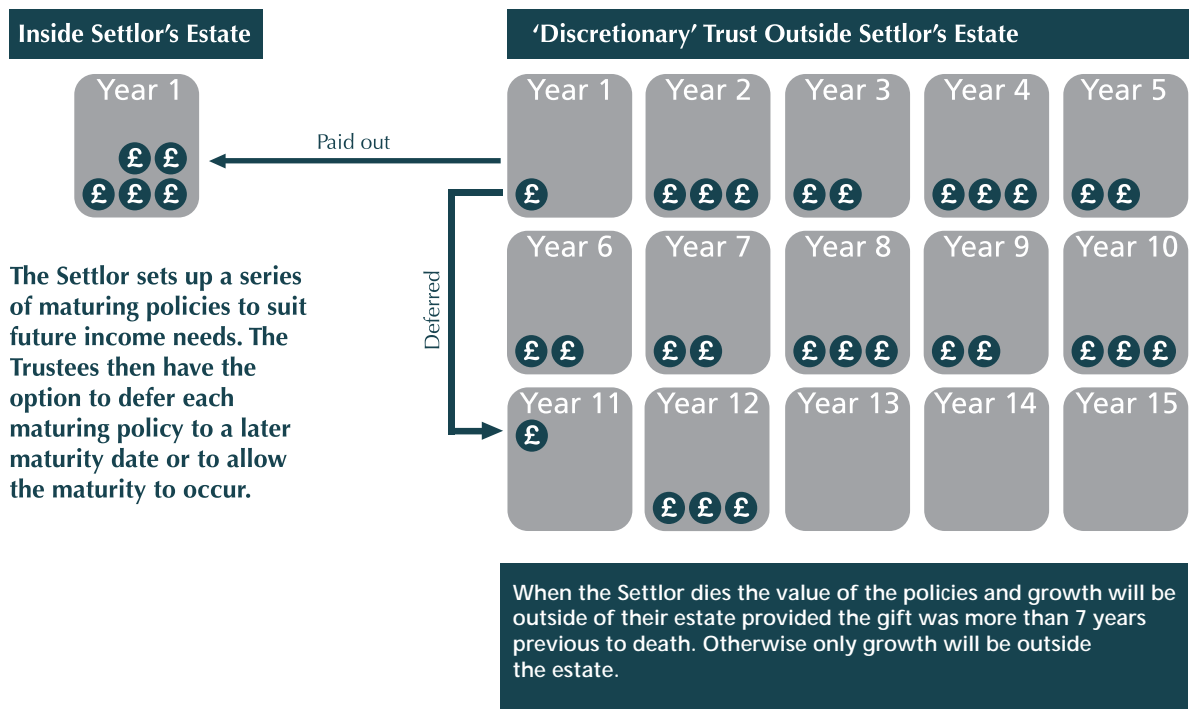 Inside Settlor's Estate
'Discretionary' Trust Outside Settlor's Estate
Year 1
£ £
£ £ £
Paid out
Deferred
The Settlor sets up a series
of maturing policies to suit
future income needs. The
Trustees then have the
option to defer each
maturing policy to a later
maturity date or to allow
the maturity to occur.
Year 1 Year 2 Year 3 Year 4 Year 5
£ £ £ £ £ £ £ £ £ £ £
Year 6 Year 7 Year 8 Year 9 Year 10
£ £ £ £ £ £ £ £ £ £ £ £
Year 11 Year 12 Year 13 Year 14 Year 15
£
£ £ £
When the Settlor dies the value of the policies and growth will be
outside of their estate provided the gift was more than 7 years
previous to death. Otherwise only growth will be outside
the estate.